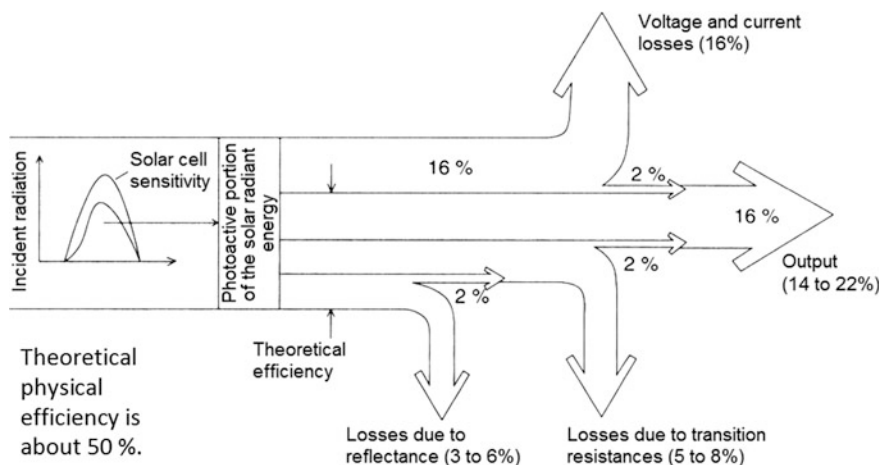 Voltage and current
losses (16%)
Solar cell
sensitivity
Incident radiation
Photoactive portion
of the solar radiant
energy
16 %
2 %
16 %
2 %
2 %
Output
(14 to 22%)
Theoretical
efficiency
Theoretical
physical
efficiency is
about 50 %.
Losses due to
reflectance (3 to 6%)
Losses due to transition
resistances (5 to 8%)